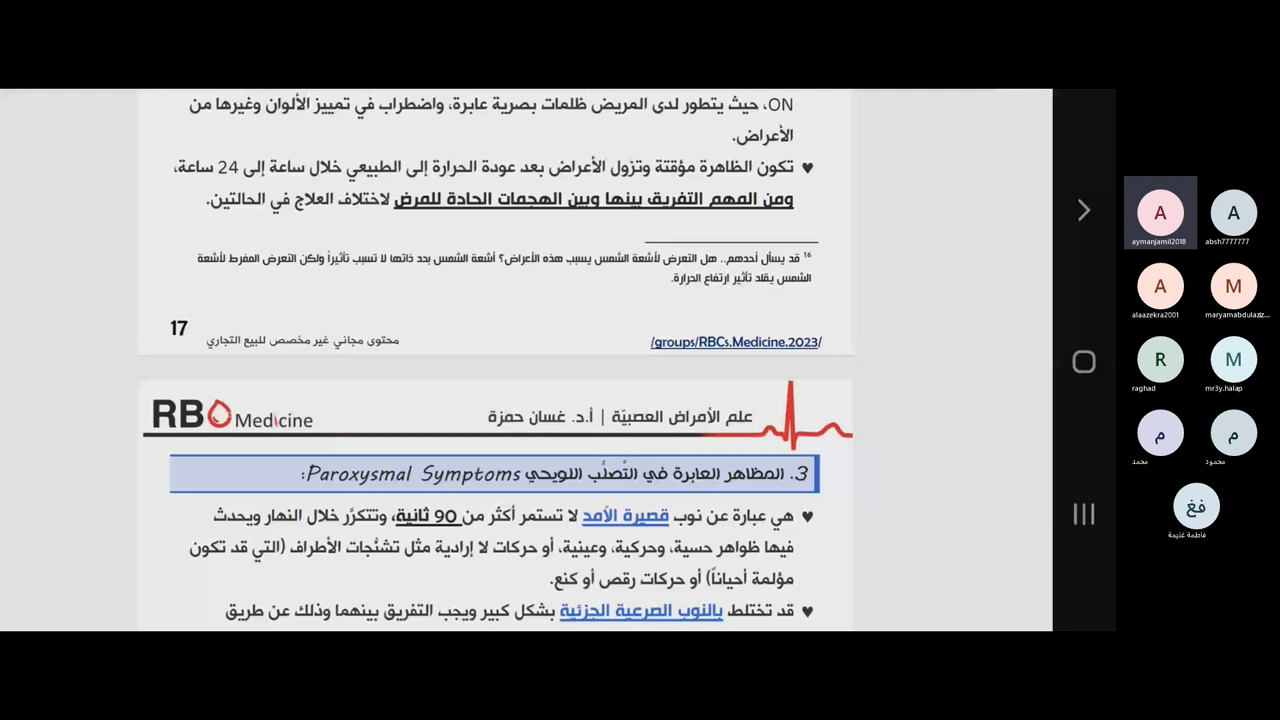 ON، حيث يتطور لدى المريض ظلمات بصرية عابرة، واضطراب في تمييز الألوان وغيرها من
الأعراض.
♥ تكون الظاهرة مؤقتة وتزول الأعراض بعد عودة الحرارة إلى الطبيعي خلال ساعة إلى 24 ساعة،
ومن المهم التفريق بينها وبين الهجمات الحادة للمرض لاختلاف العلاج في الحالتين.
16 قد يسأل أحدهم.. هل التعرض لأشعة الشمس يسبب هذه الأعراض؟ أشعة الشمس بحد ذاتها لا تسبب تأثيراً ولكن التعرض المفرط لأشعة
الشمس يقلد تأثير ارتفاع الحرارة.
/groups/RBCs.Medicine.2023/
محتوى مجاني غير مخصص للبيع التجاري
17
علم الأمراض العصبيّة | أ.د. غسان حمزة
RB Medicine
3. المظاهر العابرة في التَّصلُّب اللويحي Paroxysmal Symptoms:
♥ هي عبارة عن نوب قصيرة الأمد لا تستمر أكثر من 90 ثانية، وتتكرَّر خلال النهار ويحدث
فيها ظواهر حسية، وحركية، وعينية، أو حركات لا إرادية مثل تشنُّجات الأطراف (التي قد تكون
مؤلمة أحياناً) أو حركات رقص أو كنع.
♥ قد تختلط بالنوب الصرعية الجزئية بشكل كبير ويجب التفريق بينهما وذلك عن طريق
A
aymanjamil2018
A
absh7777777
A
alaazekra2001
M
maryamabdulaziz...
R
raghad
M
mr3y.halap
م
محمد
م
محمود
فغ
فاطمة غنيمة